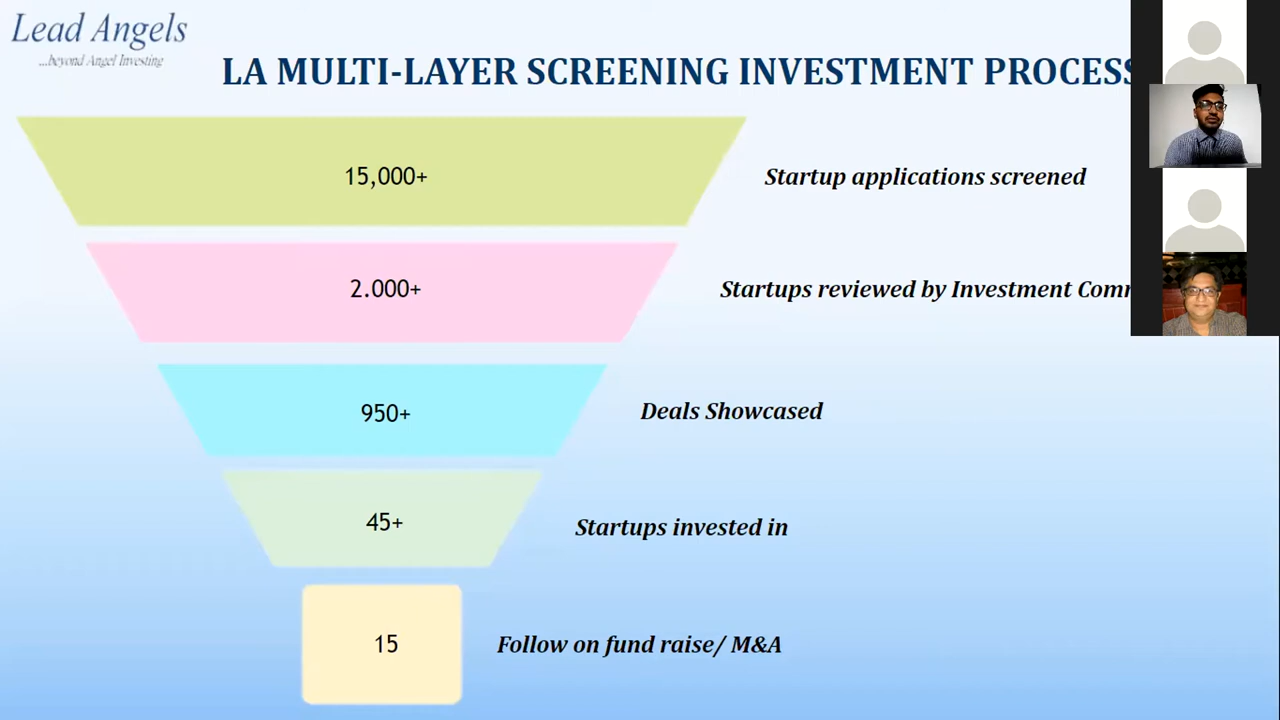 Lead Angels
...beyond Angel Investing
LA MULTI-LAYER SCREENING INVESTMENT PROCESS
15,000+
Startup applications screened
2.000+
Startups reviewed by Investment
950+
Deals Showcased
45+
Startups invested in
15
Follow on fund raise/ M&A